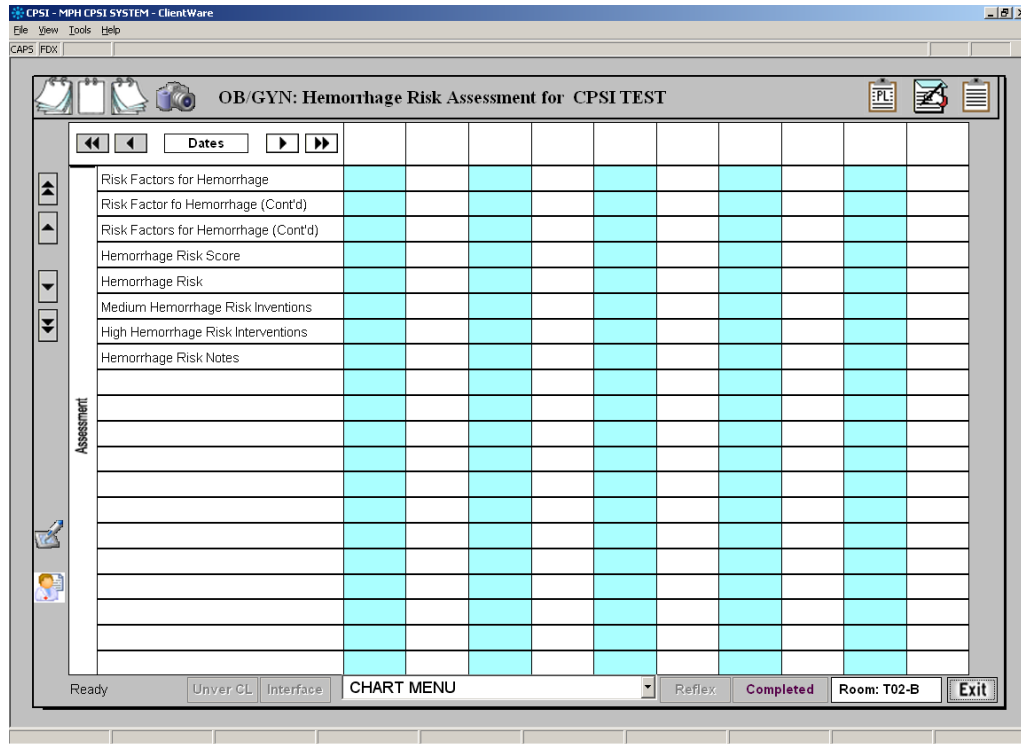 CPSI - MPH CPSI SYSTEM - ClientWare
File View Tools Help
CAPS FDX
OB/GYN: Hemorrhage Risk Assessment for CPSI TEST
PL:
Dates
Risk Factors for Hemorrhage
Risk Factor fo Hemorrhage (Cont'd)
Risk Factors for Hemorrhage (Cont'd)
Hemorrhage Risk Score
Hemorrhage Risk
Medium Hemorrhage Risk Inventions
High Hemorrhage Risk Interventions
Hemorrhage Risk Notes
Assessment
Ready Unver CL Interface CHART MENU Reflex Completed Room: T02-B Exit